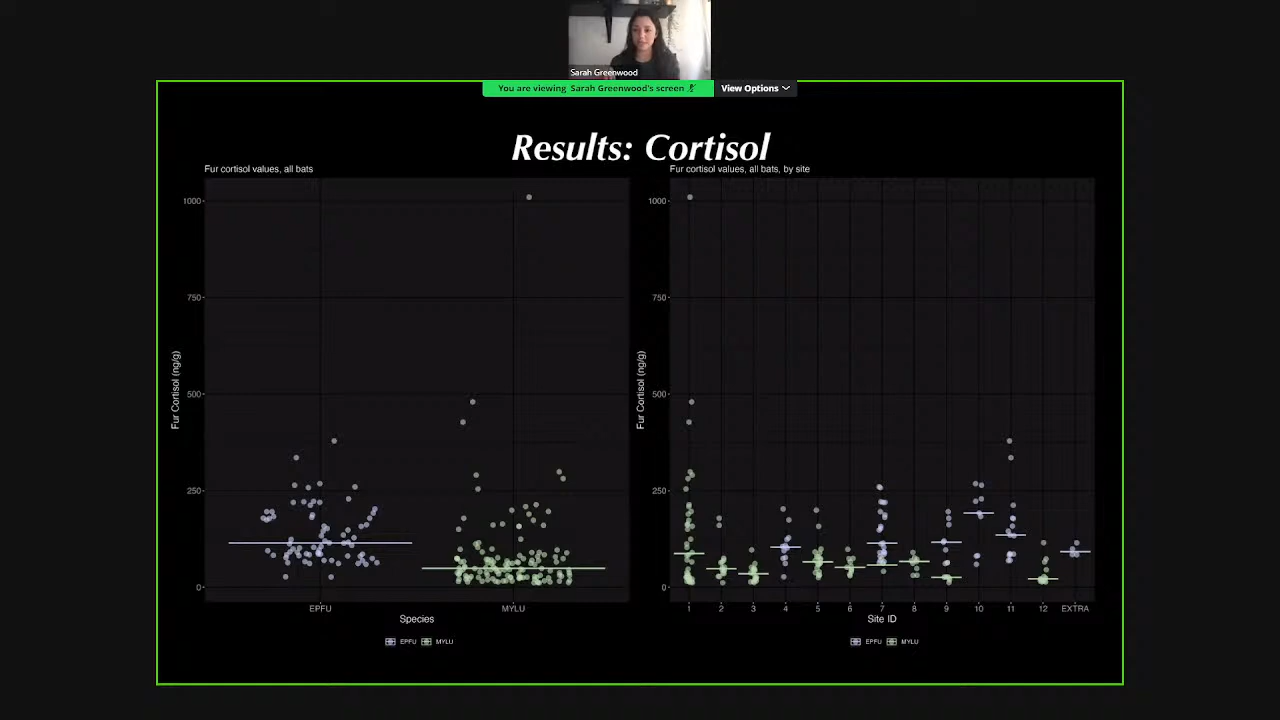 Sarah Greenwood
You are viewing Sarah Greenwood's screen
View Options
Results: Cortisol
Fur cortisol values, all bats
Fur Cortisol (ng/g)
1000
750
500
250
0
EPFU MYLU
Species
EPFU MYLU
Fur cortisol values, all bats, by site
Fur Cortisol (ng/g)
1000
750
500
250
0
1 2 3 4 5 6 7 8 9 10 11 12 EXTRA
Site ID
EPFU MYLU